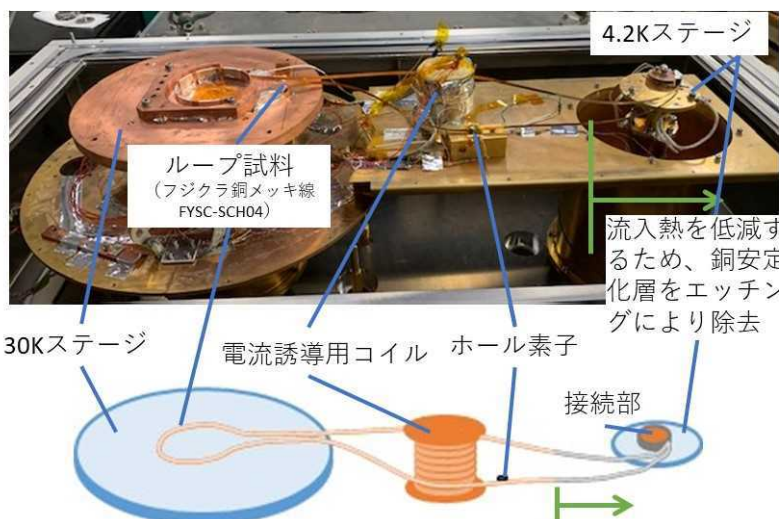 4.2Kステージ
ループ試料
（フジクラ銅メッキ線
FYSC-SCH04）
流入熱を低減す
るため、銅安定
化層をエッチン
グにより除去
30Kステージ
電流誘導用コイル
ホール素子
接続部